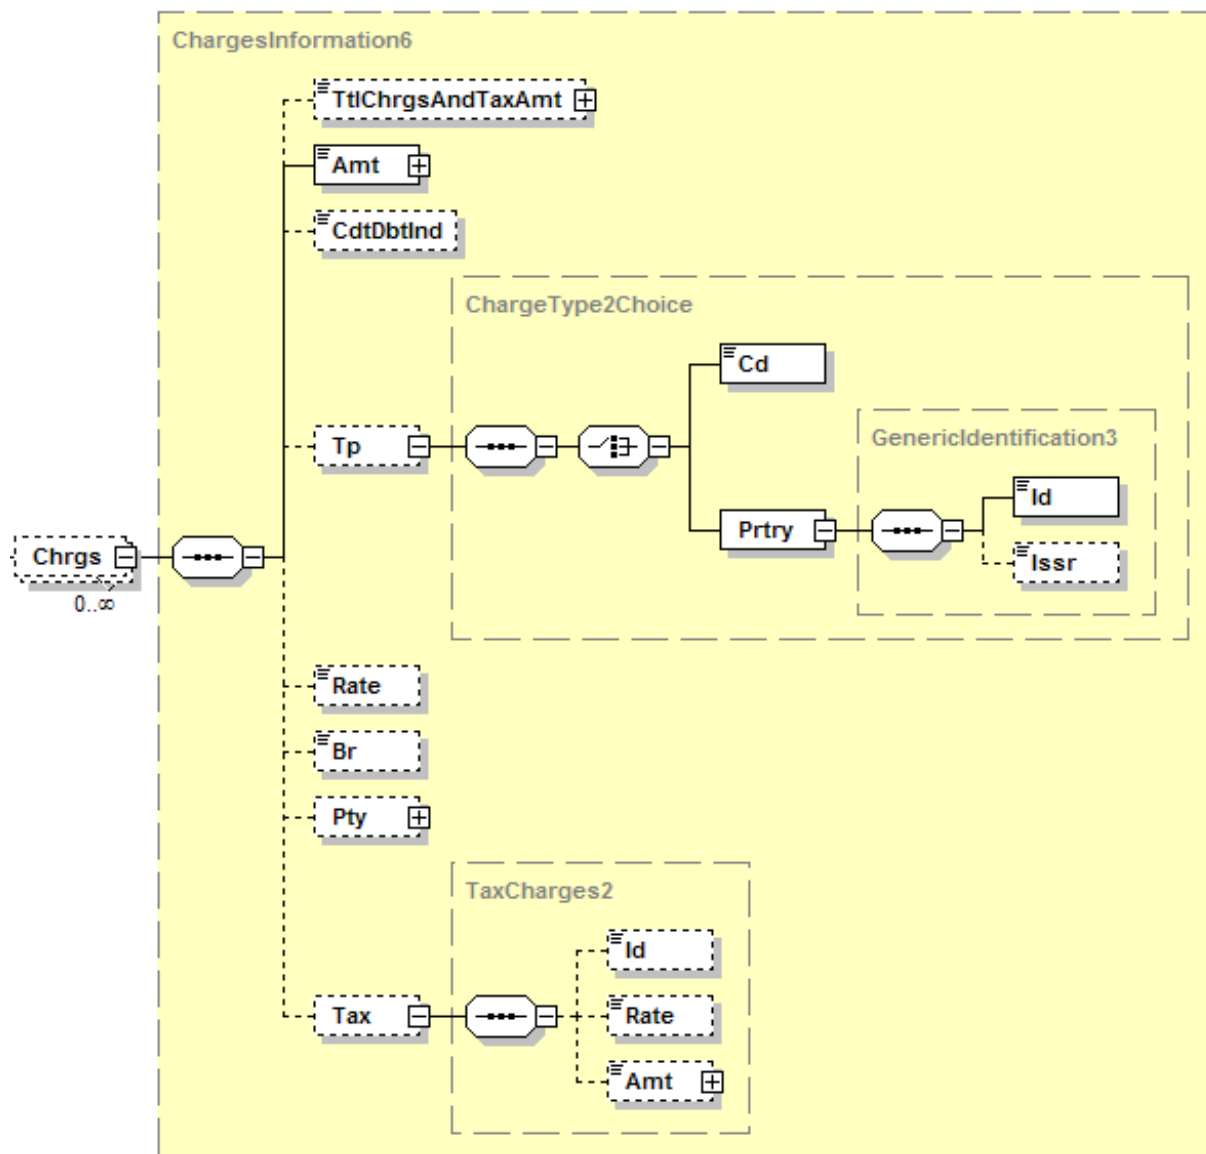 ChargesInformation6
TtlChrgsAndTaxAmt
Amt
CdtDbtInd
ChargeType2Choice
Cd
Tp
GenericIdentification3
Id
Prtry
Issr
Chrgs
0..∞
Rate
Br
Pty
TaxCharges2
Id
Tax
Rate
Amt